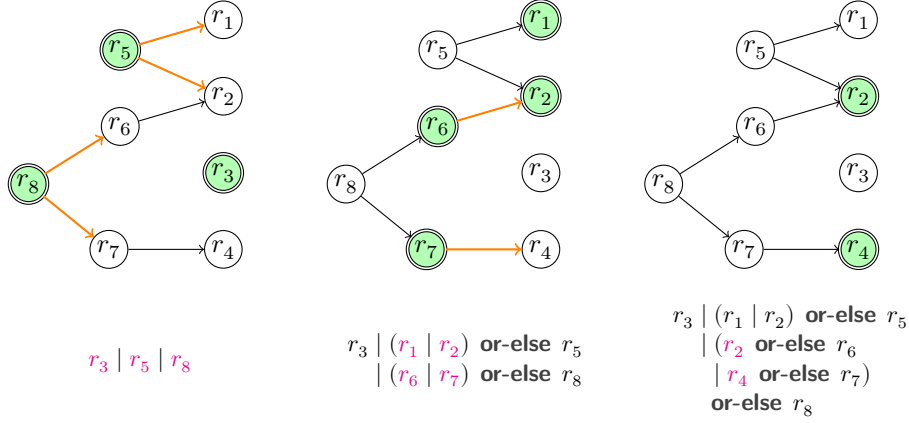 r₁
r₅
r₂
r₆
r₃
r₈
r₇
r₄
r₃ | r₅ | r₈
r₁
r₅
r₂
r₆
r₃
r₈
r₇
r₄
r₃ | (r₁ | r₂) or-else r₅
| (r₆ | r₇) or-else r₈
r₁
r₅
r₂
r₆
r₃
r₈
r₇
r₄
r₃ | (r₁ | r₂) or-else r₅
| (r₂ or-else r₆
| r₄ or-else r₇)
or-else r₈